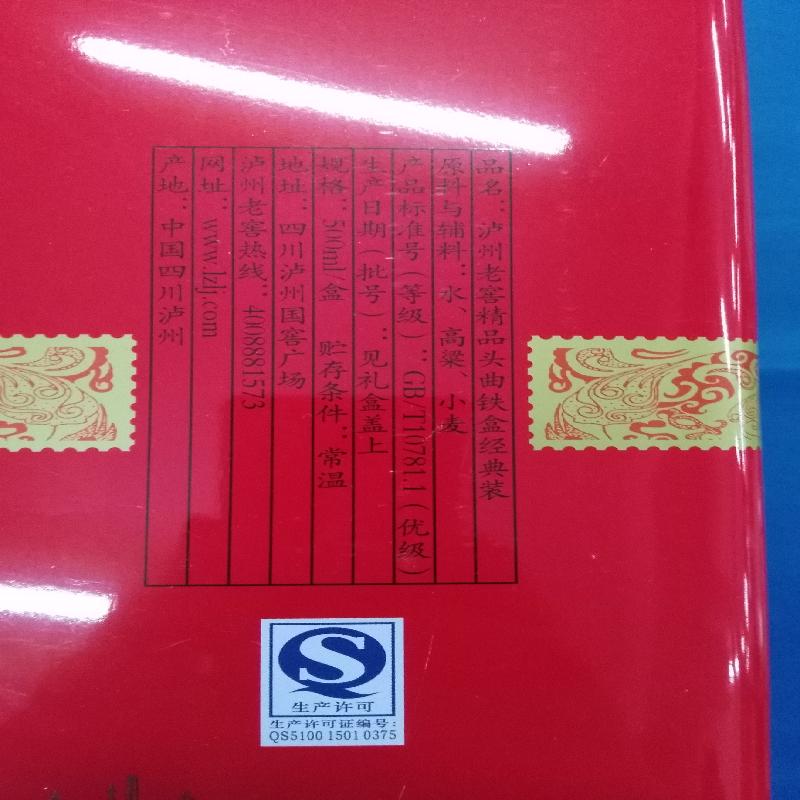 品名：泸州老窖精品头曲铁盒经典装
原料与辅料：水、高粱、小麦
产品标准号（等级）：GB/T10781.1（优级）
生产日期（批号）：见礼盒盖上
规格：500ml/盒 贮存条件：常温
地址：四川泸州国窖广场
泸州老窖热线：4008881573
网址：www.lzlj.com
产地：中国四川泸州
生产许可
生产许可证编号：
QS5100 1501 0375